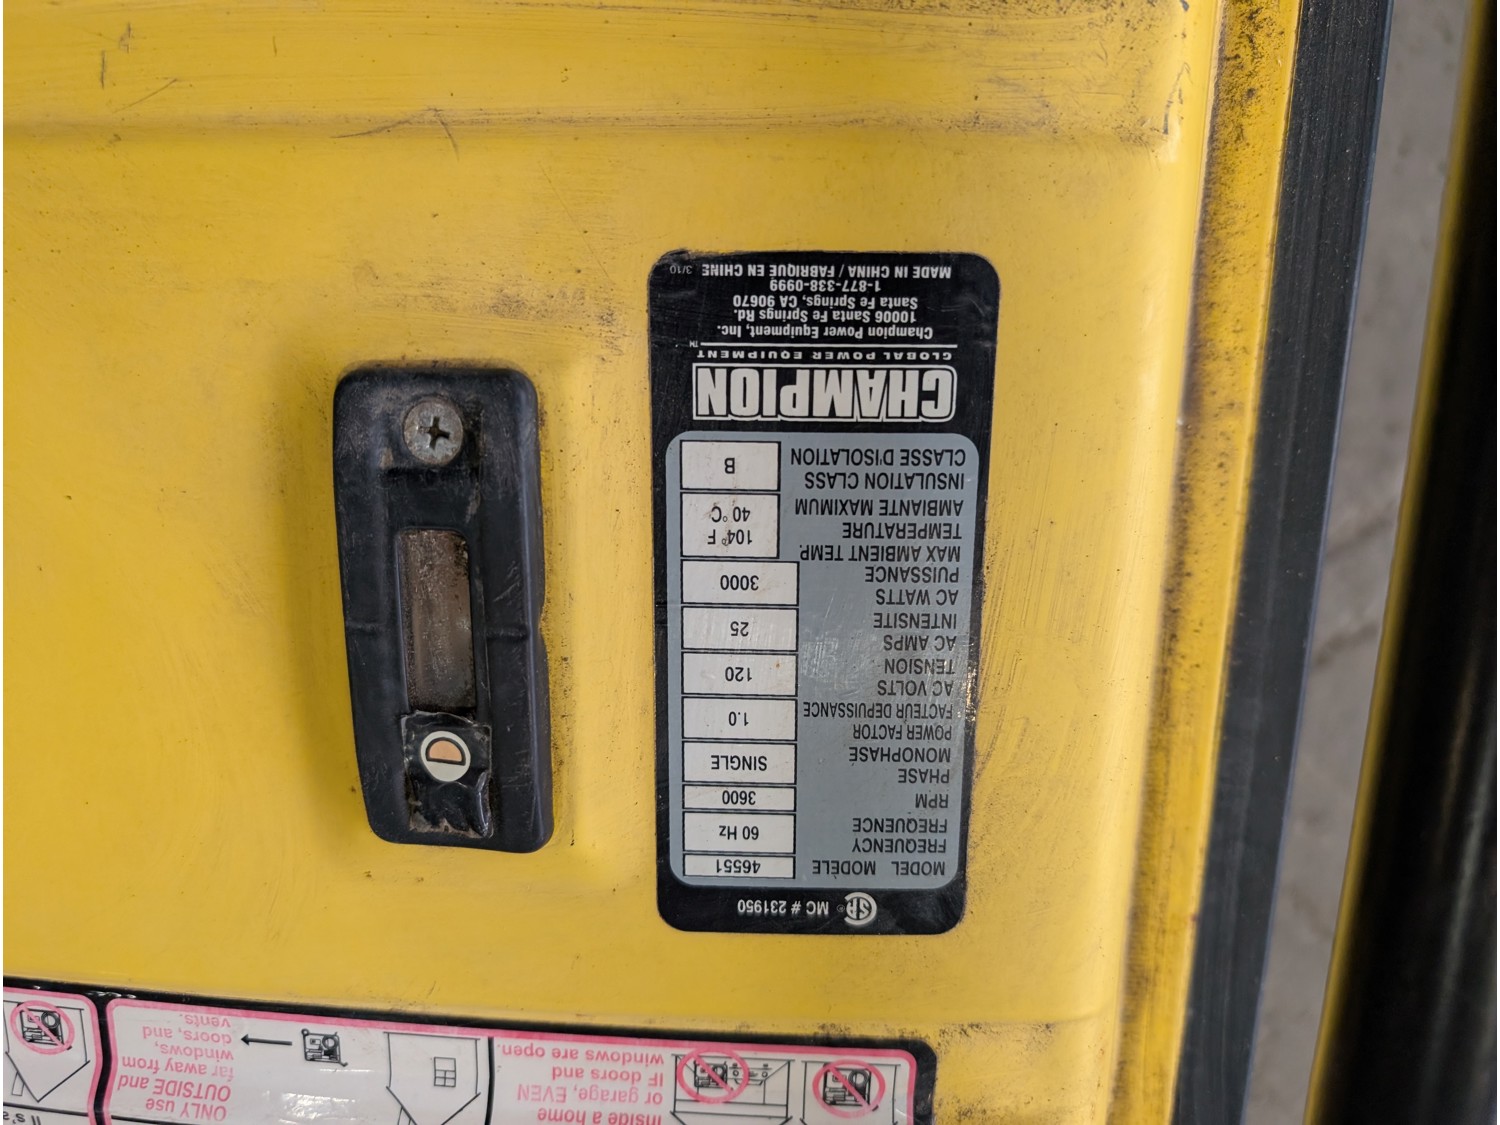 MC # 231950
MODEL MODÈLE 46551
FREQUENCY
FREQUENCE
60 Hz
RPM 3600
PHASE
MONOPHASE
SINGLE
POWER FACTOR
FACTEUR DEPUISSANCE
1.0
AC VOLTS
TENSION
120
AC AMPS
INTENSITE
25
AC WATTS
PUISSANCE
3000
MAX AMBIENT TEMP.
TEMPERATURE
AMBIANTE MAXIMUM
104° F
40° C
INSULATION CLASS
CLASSE D'ISOLATION
B
CHAMPION
GLOBAL POWER EQUIPMENT™
Champion Power Equipment, Inc.
10006 Santa Fe Springs Rd.
Santa Fe Springs, CA 90670
1-877-338-0999
MADE IN CHINA / FABRIQUE EN CHINE 3/10
inside a home
or garage, EVEN
IF doors and
windows are open.
ONLY use
OUTSIDE and
far away from
windows,
doors, and
vents.